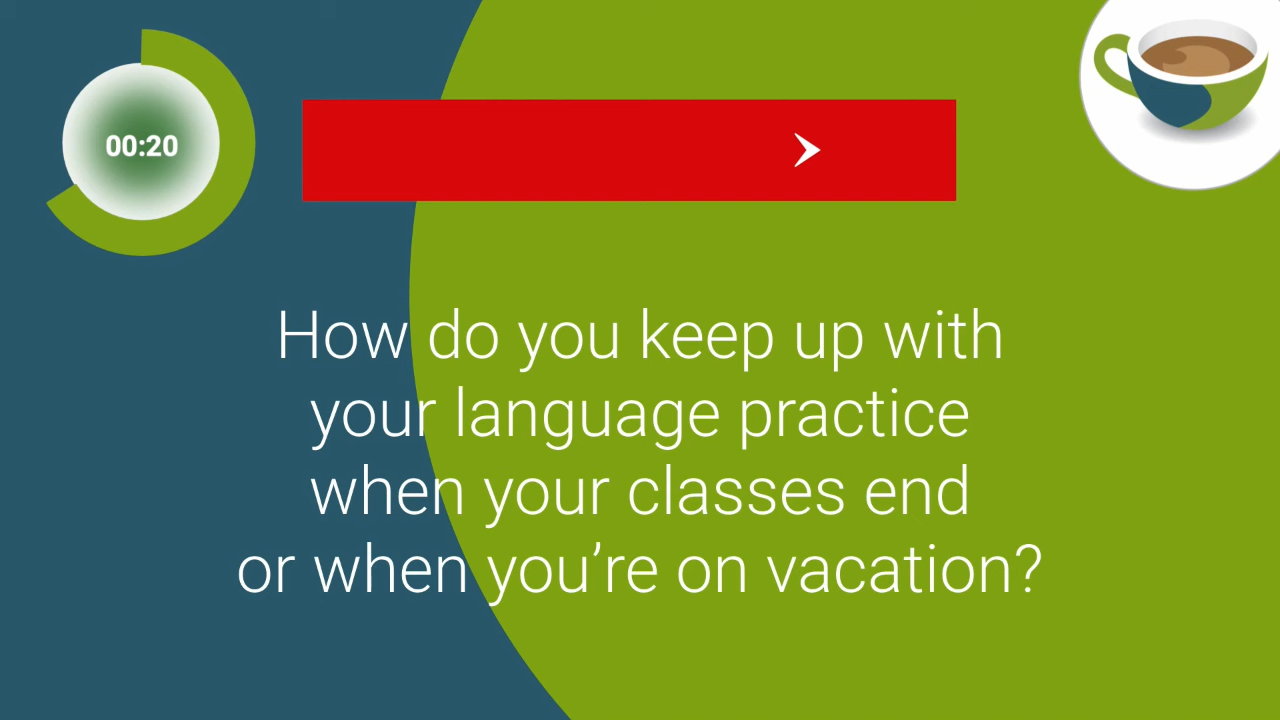 00:20
How do you keep up with
your language practice
when your classes end
or when you’re on vacation?